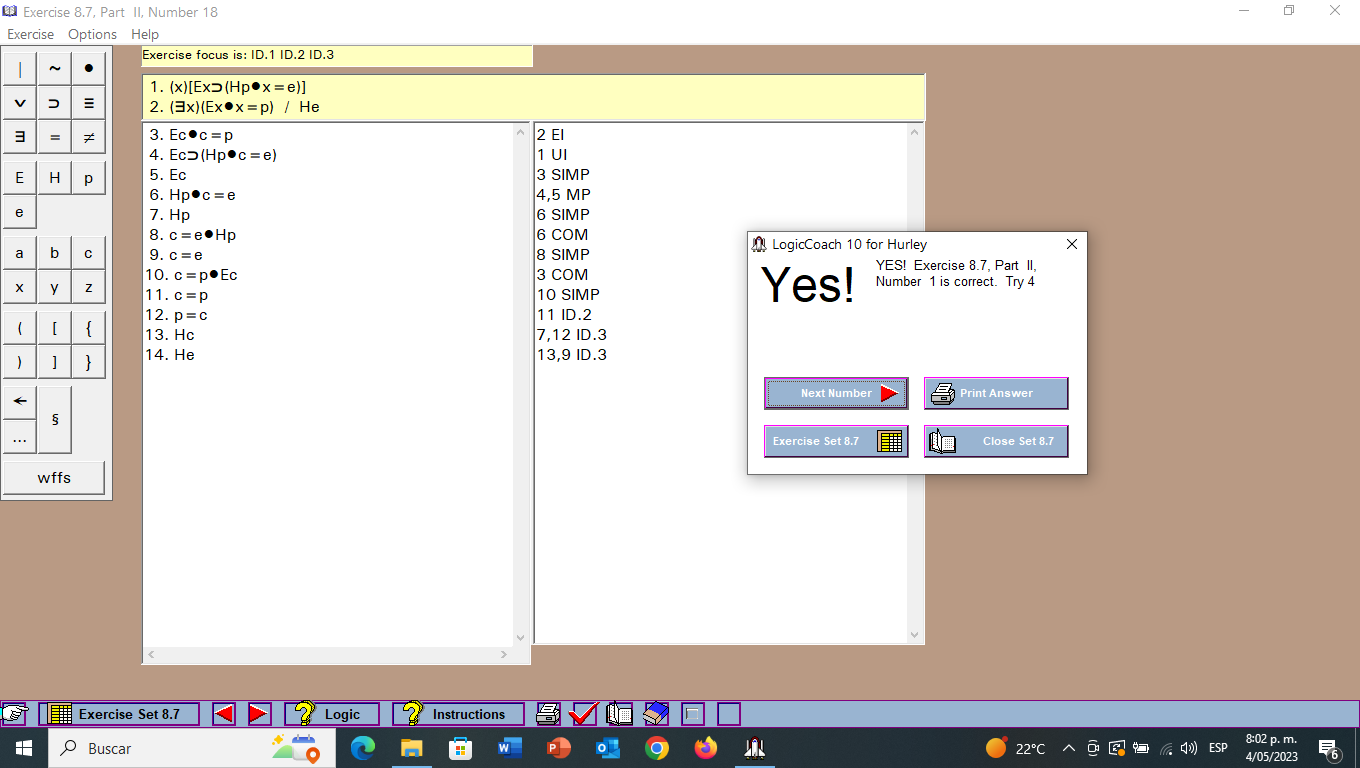 Exercise 8.7, Part II, Number 18
Exercise Options Help
Exercise focus is: ID.1 ID.2 ID.3
| ~ ●
∨ ⊃ ≡
∃ = ≠
E H p
e
a b c
x y z
( [ {
) ] }
← §
...
wffs
1. (x)[Ex⊃(Hp●x=e)]
2. (∃x)(Ex●x=p) / He
3. Ec●c=p 2 EI
4. Ec⊃(Hp●c=e) 1 UI
5. Ec 3 SIMP
6. Hp●c=e 4,5 MP
7. Hp 6 SIMP
8. c=e●Hp 6 COM
9. c=e 8 SIMP
10. c=p●Ec 3 COM
11. c=p 10 SIMP
12. p=c 11 ID.2
13. Hc 7,12 ID.3
14. He 13,9 ID.3
LogicCoach 10 for Hurley
Yes!
YES! Exercise 8.7, Part II,
Number 1 is correct. Try 4
Next Number Print Answer
Exercise Set 8.7 Close Set 8.7
Exercise Set 8.7 ? Logic ? Instructions
Buscar
22°C
ESP
8:02 p. m.
4/05/2023
6